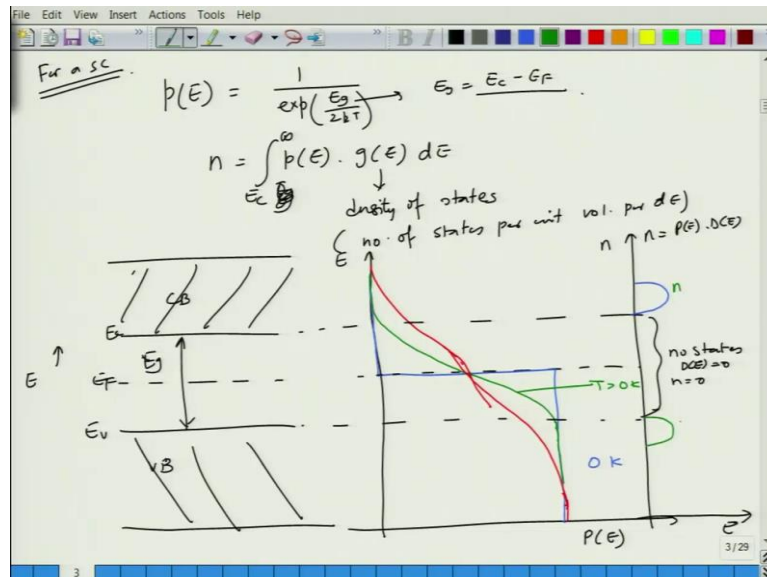 File Edit View Insert Actions Tools Help
For a SC.
p(E) = 1 / exp(Eg/2kT) → Eg = Ec - EF.
n = ∫ p(E). g(E) dE
∞
Ec
density of states
( no. of states per unit vol. per dE)
E
n n = P(E).D(E)
CB
n
Ec
Eg
no states
D(E)=0
n=0
E ↑
EF
T>0K
Ev
VB
0 K
P(E)
3/29
3